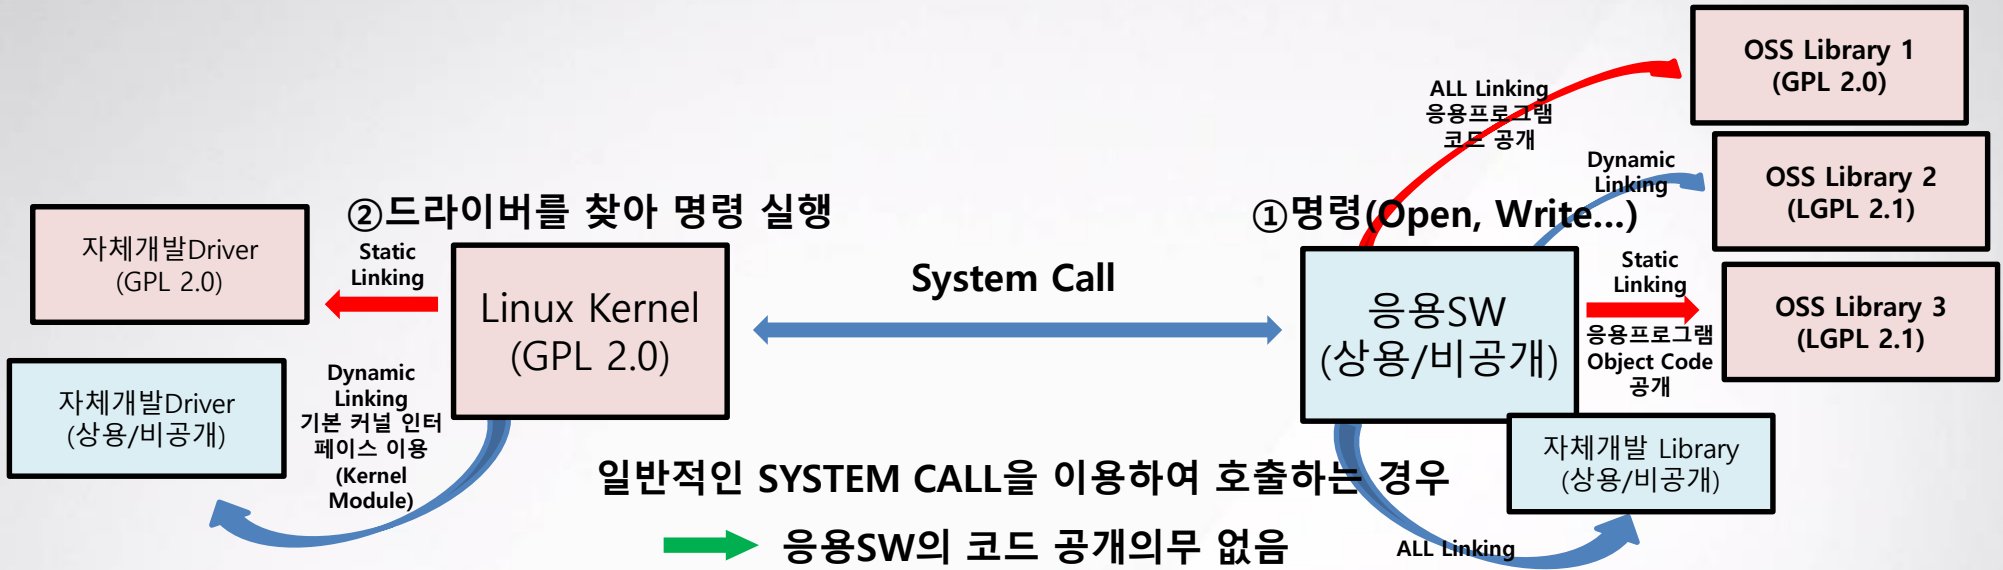 OSS Library 1
(GPL 2.0)
ALL Linking
응용프로그램
코드 공개
Dynamic
Linking
OSS Library 2
(LGPL 2.1)
②드라이버를 찾아 명령 실행
①명령(Open, Write...)
자체개발Driver
(GPL 2.0)
Static
Linking
Linux Kernel
(GPL 2.0)
System Call
응용SW
(상용/비공개)
Static
Linking
응용프로그램
Object Code
공개
OSS Library 3
(LGPL 2.1)
자체개발Driver
(상용/비공개)
Dynamic
Linking
기본 커널 인터
페이스 이용
(Kernel
Module)
자체개발 Library
(상용/비공개)
일반적인 SYSTEM CALL을 이용하여 호출하는 경우
응용SW의 코드 공개의무 없음
ALL Linking